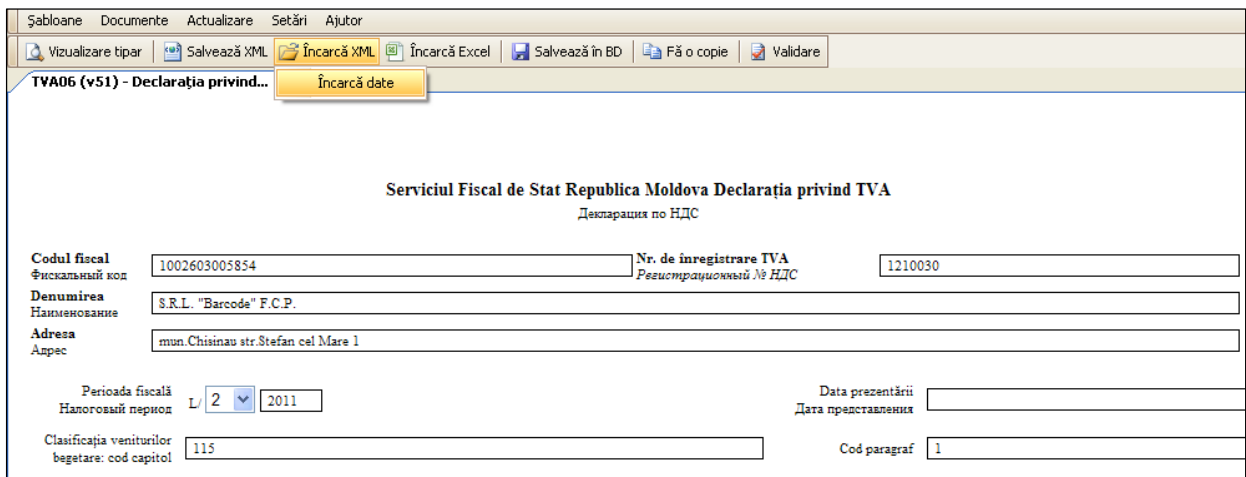 Şabloane Documente Actualizare Setări Ajutor
Vizualizare tipar Salvează XML Încarcă XML Încarcă Excel Salvează în BD Fă o copie Validare
TVA06 (v51) - Declaraţia privind... Încarcă date
Serviciul Fiscal de Stat Republica Moldova Declaraţia privind TVA
Декларация по НДС
Codul fiscal 1002603005854 Nr. de înregistrare TVA 1210030
Фискальный код Регистрационный № НДС
Denumirea S.R.L. "Barcode" F.C.P.
Наименование
Adresa mun.Chisinau str.Stefan cel Mare 1
Адрес
Perioada fiscală L/ 2 2011 Data prezentării
Налоговый период Дата представления
Clasificaţia veniturilor 115 Cod paragraf 1
begetare: cod capitol